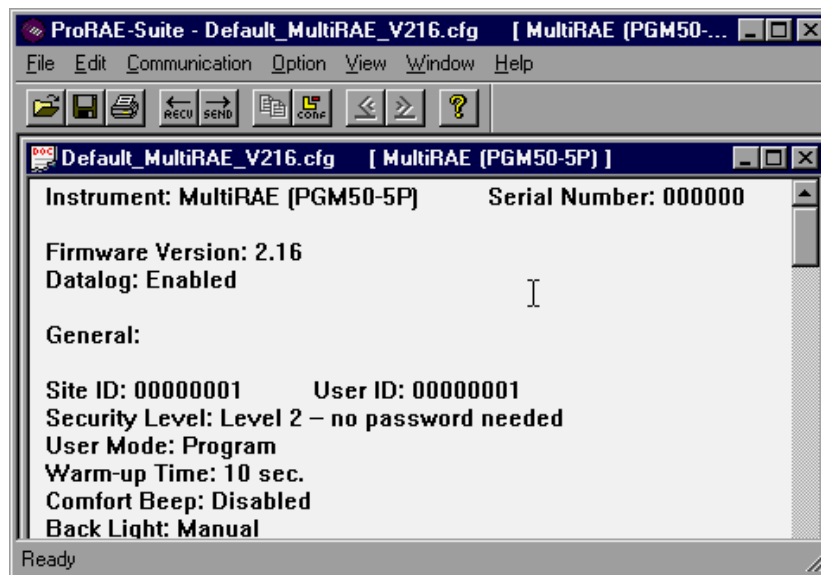 ProRAE-Suite - Default_MultiRAE_V216.cfg [ MultiRAE (PGM50-...
File Edit Communication Option View Window Help
RECV SEND CONF ?
DOC Default_MultiRAE_V216.cfg [ MultiRAE (PGM50-5P) ]
Instrument: MultiRAE (PGM50-5P) Serial Number: 000000
Firmware Version: 2.16
Datalog: Enabled
General:
Site ID: 00000001 User ID: 00000001
Security Level: Level 2 – no password needed
User Mode: Program
Warm-up Time: 10 sec.
Comfort Beep: Disabled
Back Light: Manual
Ready